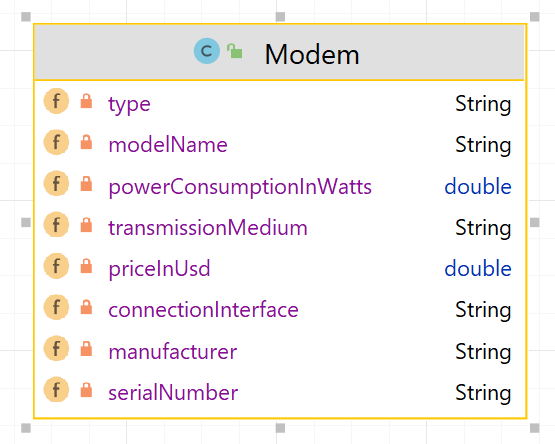 C Modem
f type String
f modelName String
f powerConsumptionInWatts double
f transmissionMedium String
f priceInUsd double
f connectionInterface String
f manufacturer String
f serialNumber String